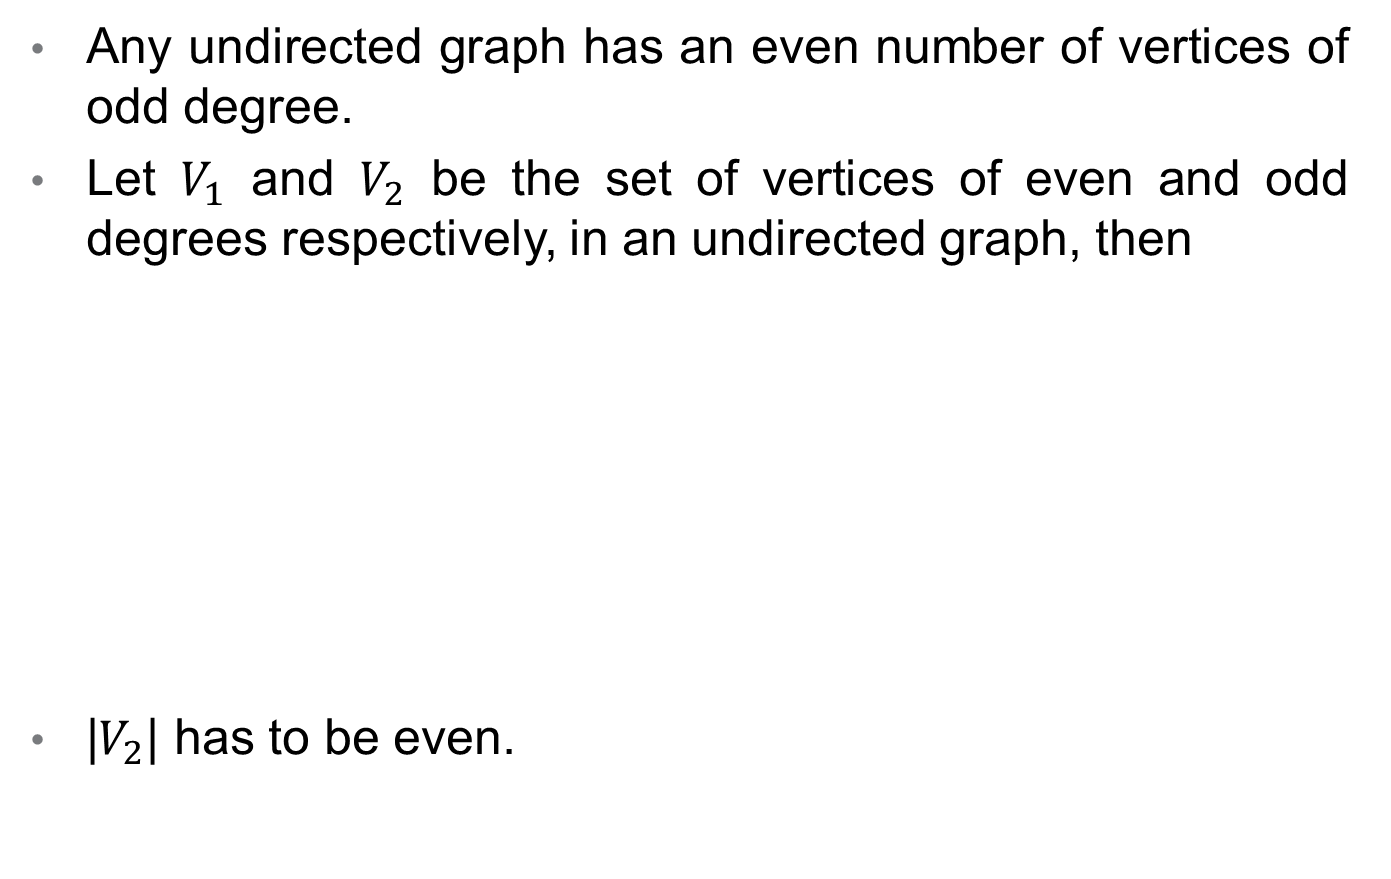 • Any undirected graph has an even number of vertices of
odd degree.
• Let 𝑉₁ and 𝑉₂ be the set of vertices of even and odd
degrees respectively, in an undirected graph, then
• |𝑉₂| has to be even.